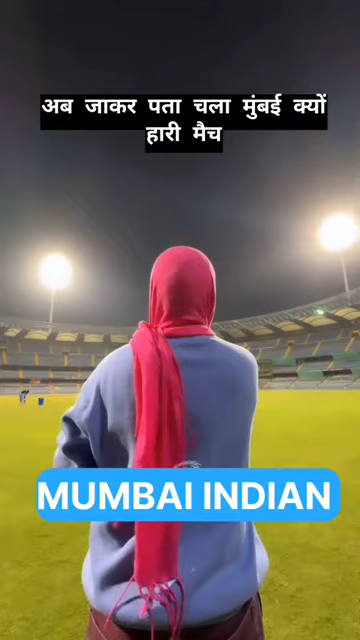 अब जाकर पता चला मुंबई क्यों
हारी मैच
MUMBAI INDIAN